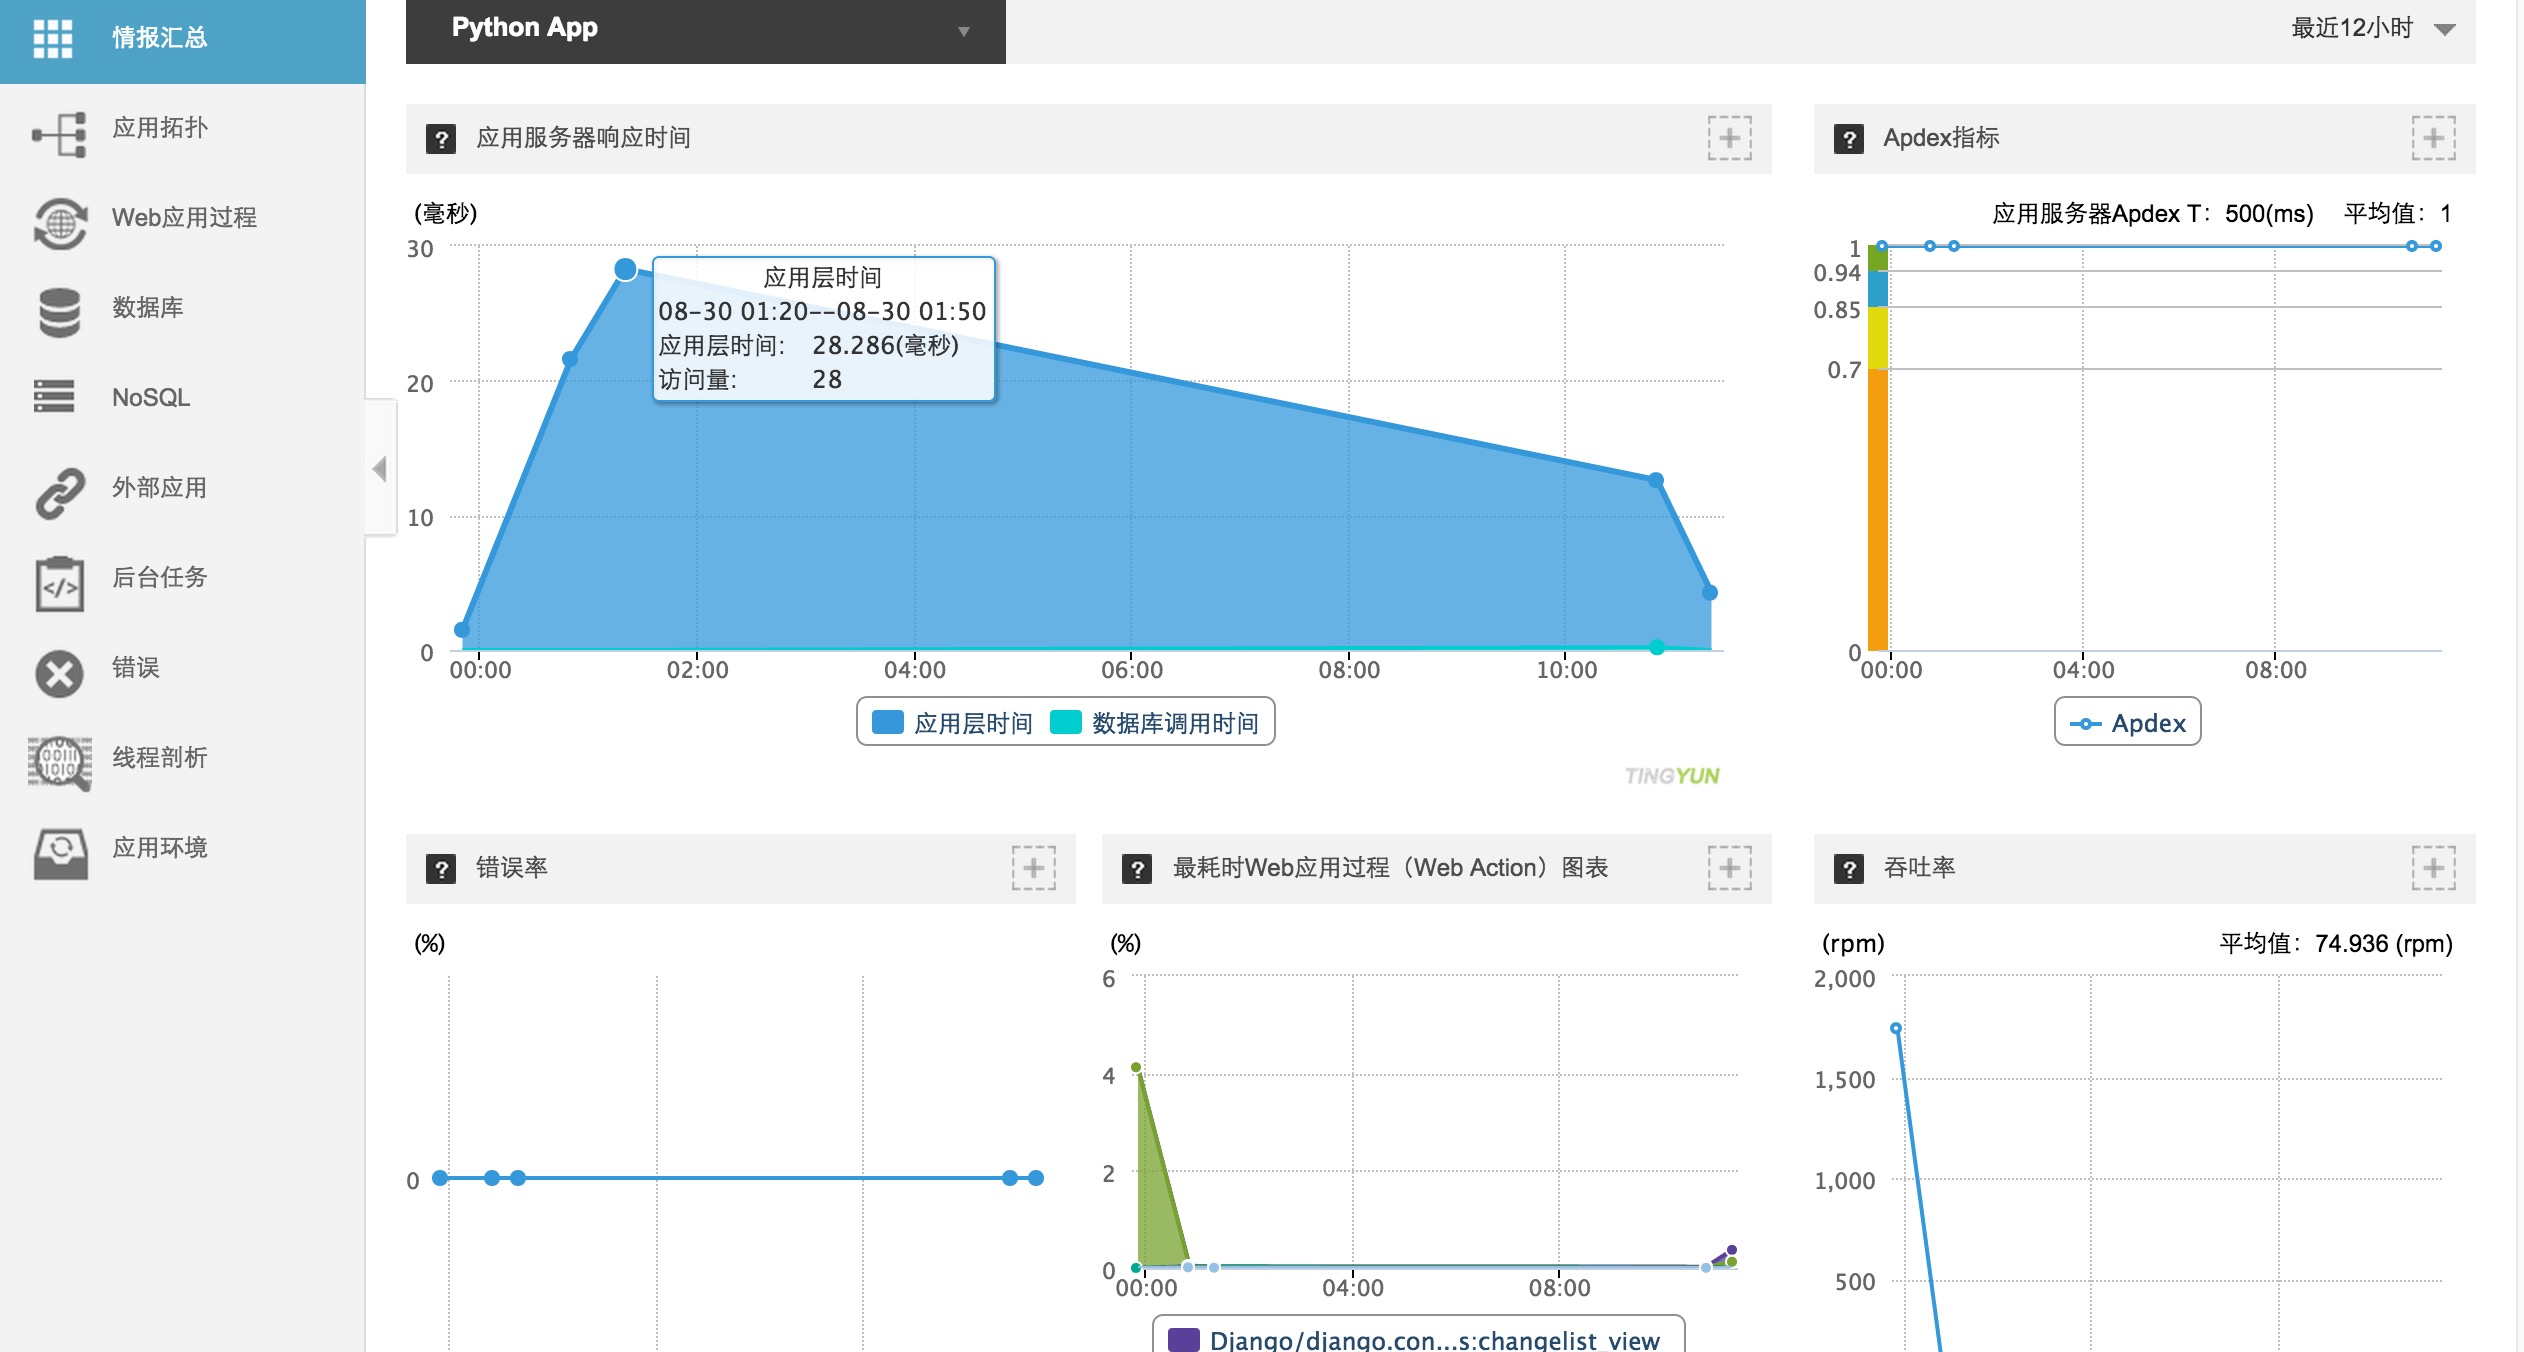 情报汇总
应用拓扑
Web应用过程
数据库
NoSQL
外部应用
后台任务
</>
错误
线程剖析
应用环境
Python App
最近12小时
? 应用服务器响应时间
(毫秒)
30
20
10
0
应用层时间
08-30 01:20--08-30 01:50
应用层时间: 28.286(毫秒)
访问量: 28
00:00 02:00 04:00 06:00 08:00 10:00
应用层时间 数据库调用时间
TINGYUN
? Apdex指标
应用服务器Apdex T：500(ms) 平均值：1
1
0.94
0.85
0.7
0
00:00 04:00 08:00
Apdex
? 错误率
(%)
0
? 最耗时Web应用过程（Web Action）图表
(%)
6
4
2
0
00:00 04:00 08:00
Django/django.con...s:changelist_view
? 吞吐率
(rpm) 平均值：74.936 (rpm)
2,000
1,500
1,000
500